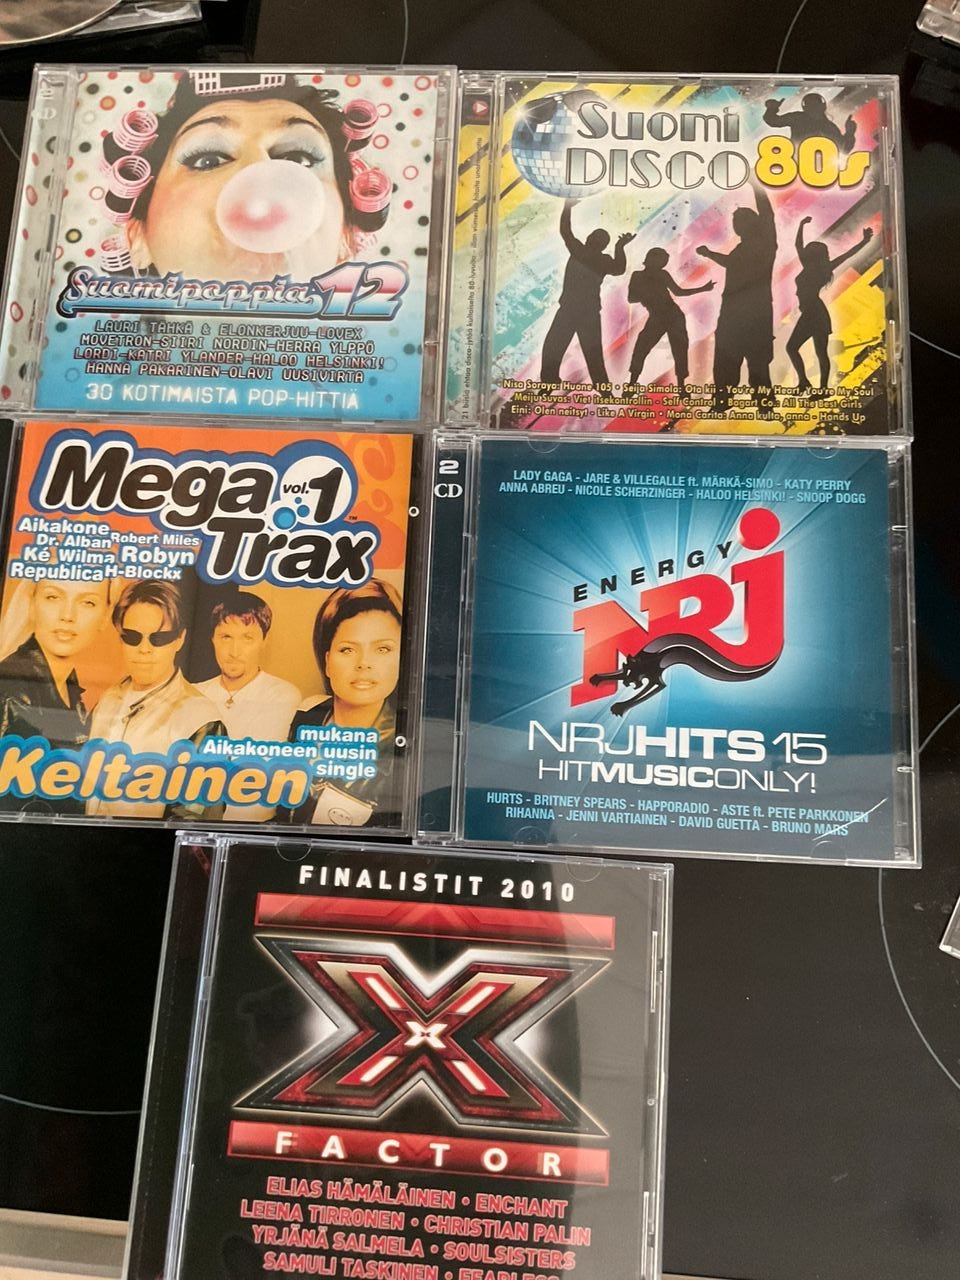 Suomipoppia 12
LAURI TÄHKÄ & ELONKERJUU-LOVEX
MOVETRON-SIIRI NORDIN-HERRA YLPPÖ
LORDI-KATRI YLANDER-HALOO HELSINKI!
HANNA PAKARINEN-OLAVI UUSIVIRTA
30 KOTIMAISTA POP-HITTIÄ
Suomi
DISCO 80s
Nisa Soraya: Huone 105 • Seija Simola: Ota kii - You're My Heart, You're My Soul
Meiju Suvas: Viet itsekontrollin - Self Control • Bogart Co.: All The Best Girls
Eini: Olen neitsyt - Like A Virgin • Mona Carita: Anna kulta, anna - Hands Up
Mega vol.1
Trax
Aikakone
Dr. Alban Robert Miles
Ké Wilma Robyn
Republica H-Blockx
mukana
Aikakoneen uusin
single
Keltainen
2
CD
LADY GAGA - JARE & VILLEGALLE ft. MÄRKÄ-SIMO - KATY PERRY
ANNA ABREU - NICOLE SCHERZINGER - HALOO HELSINKI! - SNOOP DOGG
ENERGY
NRJ
NRJHITS 15
HITMUSICONLY!
HURTS - BRITNEY SPEARS - HAPPORADIO - ASTE ft. PETE PARKKONEN
RIHANNA - JENNI VARTIAINEN - DAVID GUETTA - BRUNO MARS
FINALISTIT 2010
X
FACTOR
ELIAS HÄMÄLÄINEN • ENCHANT
LEENA TIRRONEN • CHRISTIAN PALIN
YRJÄNÄ SALMELA • SOULSISTERS
SAMULI TASKINEN • FEARLESS